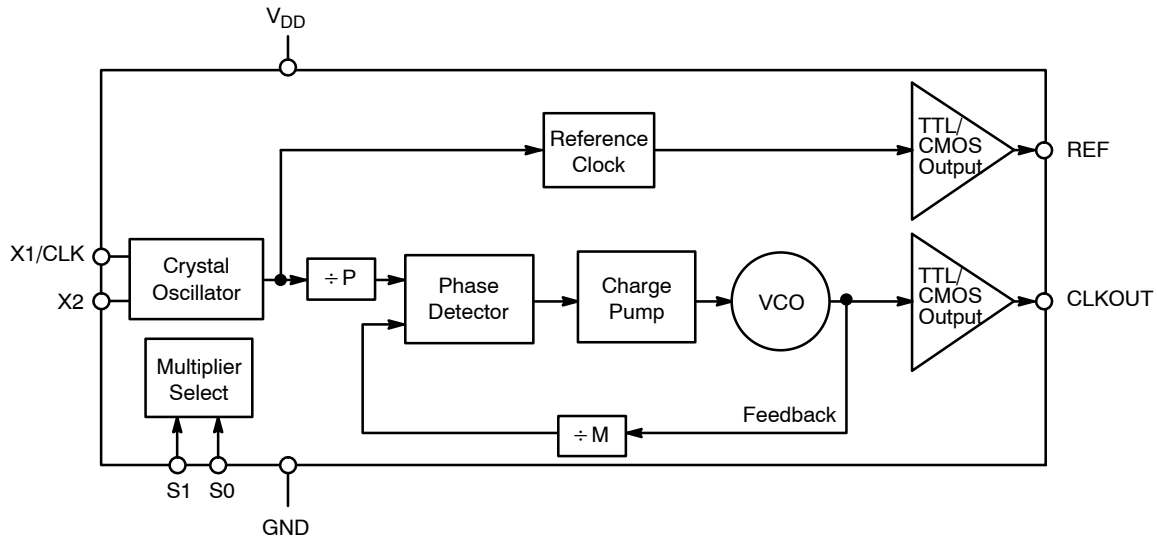 VDD
Reference
Clock
TTL/
CMOS
Output
REF
X1/CLK
X2
Crystal
Oscillator
÷ P
Phase
Detector
Charge
Pump
VCO
TTL/
CMOS
Output
CLKOUT
Multiplier
Select
Feedback
÷ M
S1
S0
GND